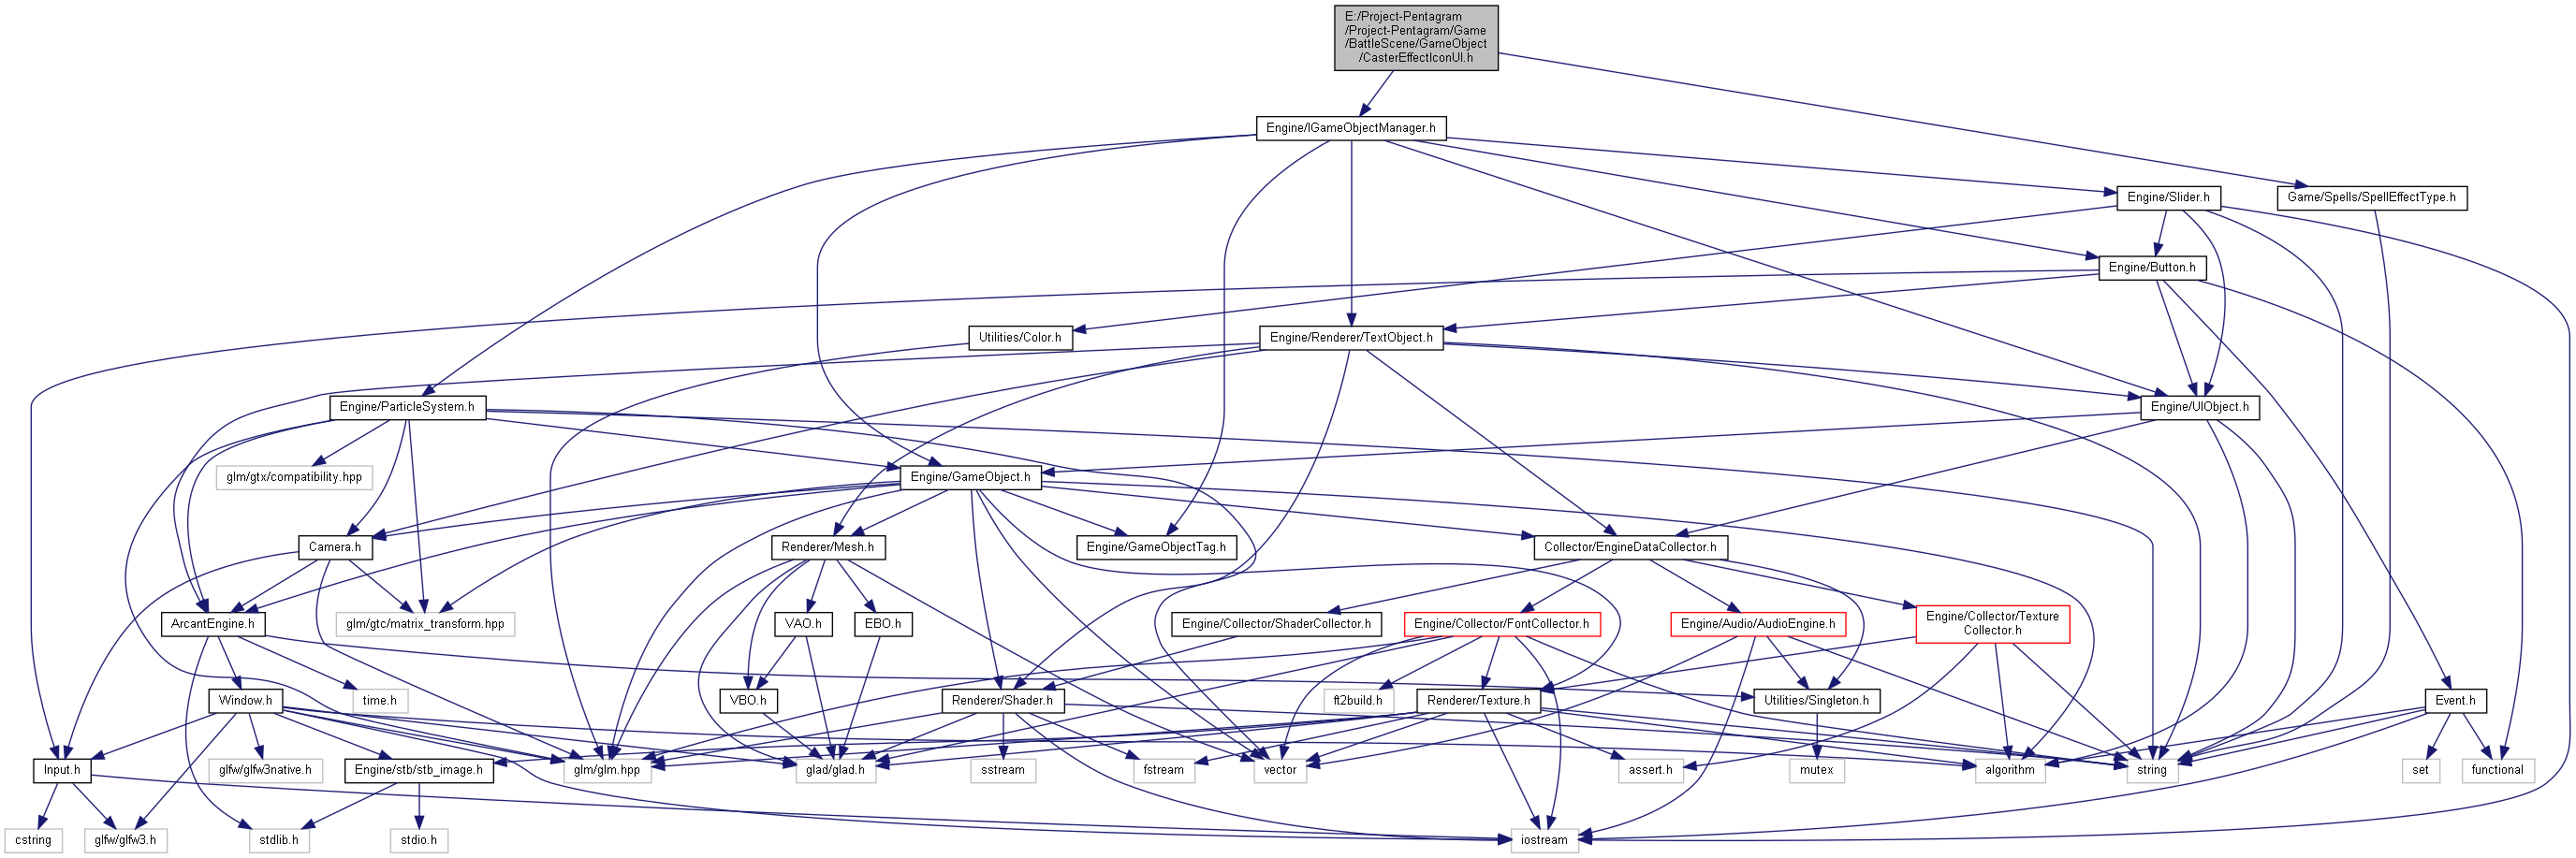 E:/Project-Pentagram
/Project-Pentagram/Game
/BattleScene/GameObject
/CasterEffectIconUI.h
Engine/IGameObjectManager.h
Engine/Slider.h
Game/Spells/SpellEffectType.h
Engine/Button.h
Utilities/Color.h
Engine/Renderer/TextObject.h
Engine/ParticleSystem.h
Engine/UIObject.h
glm/gtx/compatibility.hpp
Engine/GameObject.h
Camera.h
Renderer/Mesh.h
Engine/GameObjectTag.h
Collector/EngineDataCollector.h
ArcantEngine.h
glm/gtc/matrix_transform.hpp
VAO.h
EBO.h
Engine/Collector/ShaderCollector.h
Engine/Collector/FontCollector.h
Engine/Audio/AudioEngine.h
Engine/Collector/Texture
Collector.h
Window.h
time.h
VBO.h
Renderer/Shader.h
ft2build.h
Renderer/Texture.h
Utilities/Singleton.h
Event.h
Input.h
glfw/glfw3native.h
Engine/stb/stb_image.h
glm/glm.hpp
glad/glad.h
sstream
fstream
vector
assert.h
mutex
algorithm
string
set
functional
cstring
glfw/glfw3.h
stdlib.h
stdio.h
iostream